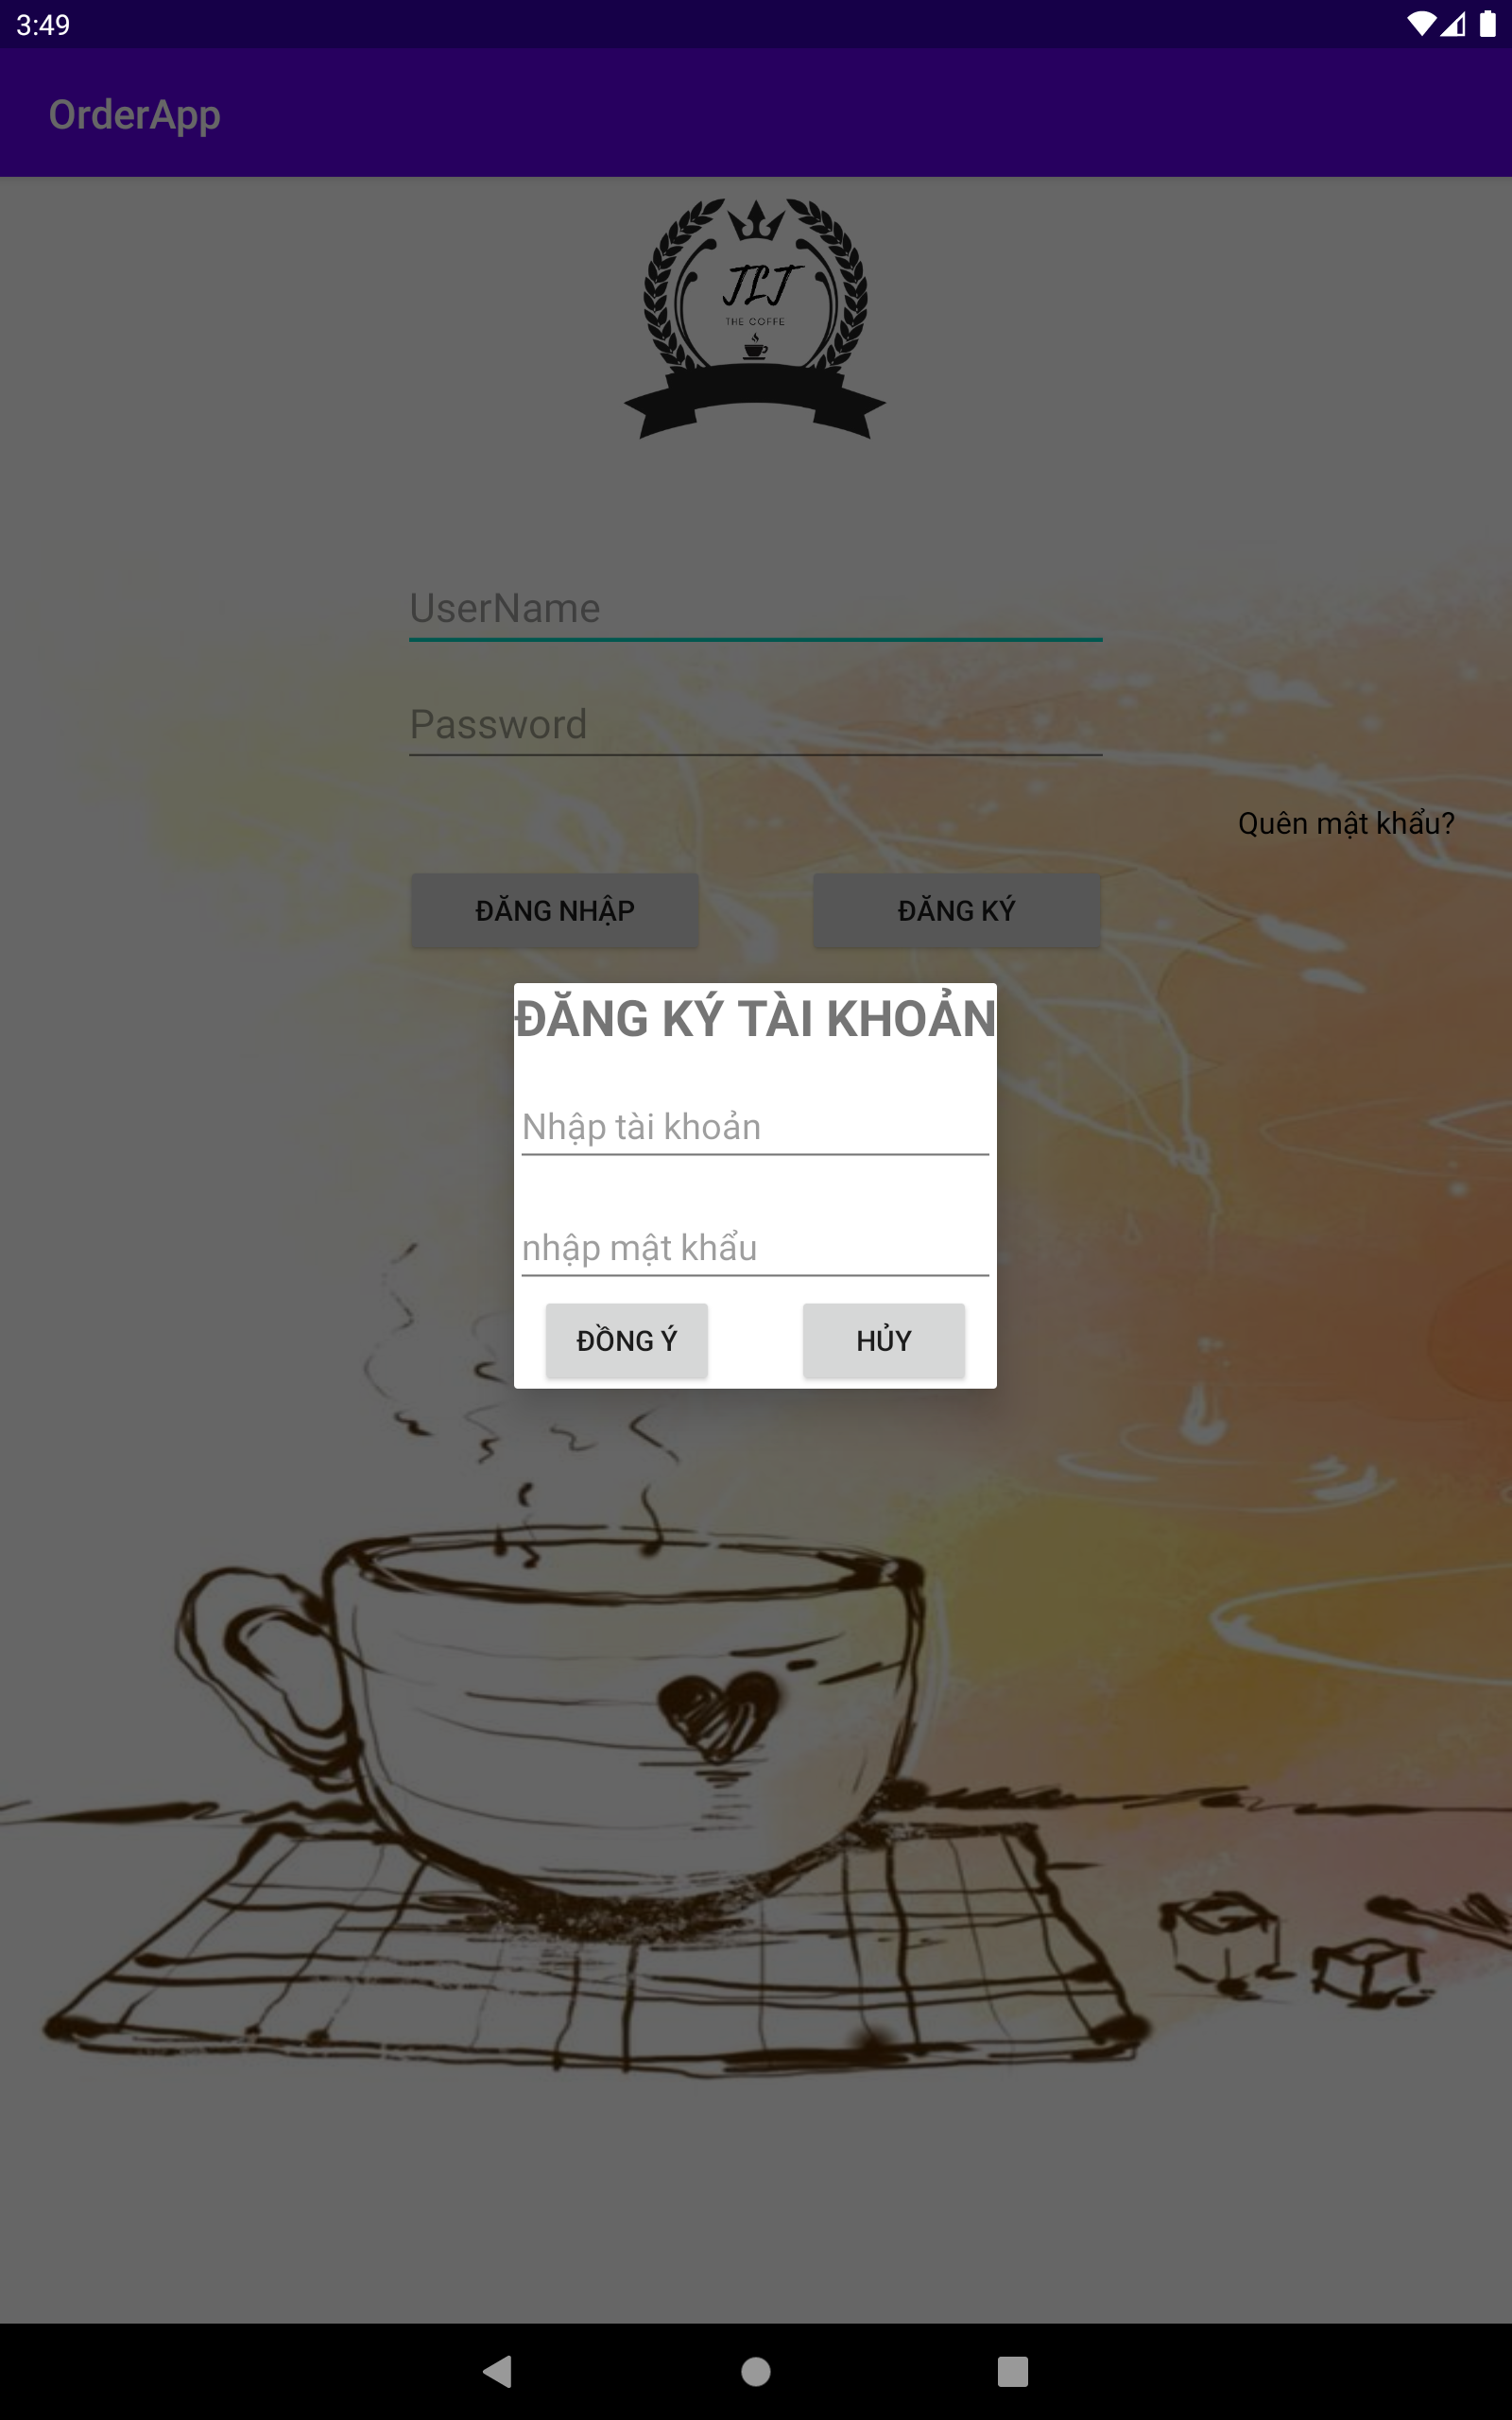 3:49
OrderApp
JLJ
THE COFFE
UserName
Password
Quên mật khẩu?
ĐĂNG NHẬP ĐĂNG KÝ
ĐĂNG KÝ TÀI KHOẢN
Nhập tài khoản
nhập mật khẩu
ĐỒNG Ý HỦY